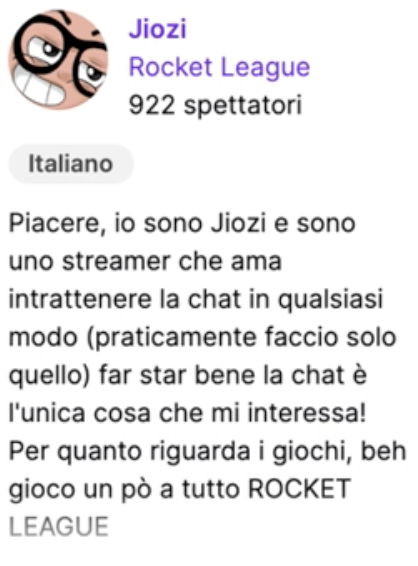 Jiozi
Rocket League
922 spettatori
Italiano
Piacere, io sono Jiozi e sono
uno streamer che ama
intrattenere la chat in qualsiasi
modo (praticamente faccio solo
quello) far star bene la chat è
l'unica cosa che mi interessa!
Per quanto riguarda i giochi, beh
gioco un pò a tutto ROCKET
LEAGUE